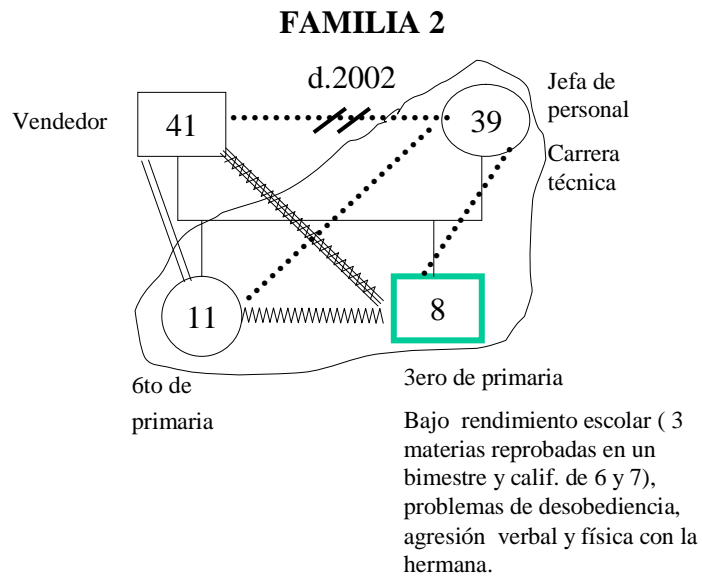 FAMILIA 2
d.2002
Vendedor
41
39
Jefa de
personal
Carrera
técnica
11
8
6to de
primaria
3ero de primaria
Bajo rendimiento escolar ( 3
materias reprobadas en un
bimestre y calif. de 6 y 7),
problemas de desobediencia,
agresión verbal y física con la
hermana.